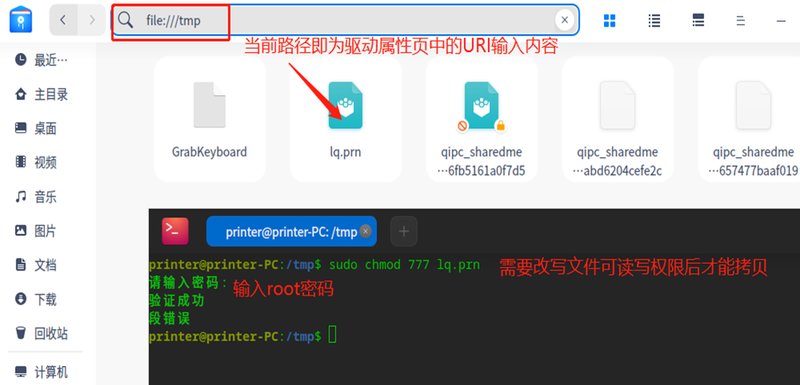 file:///tmp
当前路径即为驱动属性页中的URI输入内容
最近…
主目录
桌面
视频
音乐
图片
文档
下载
回收站
计算机
GrabKeyboard
lq.prn
qipc_sharedme
…6fb5161a0f7d5
qipc_sharedme
…abd6204cefe2c
qipc_sharedme
…657477baaf019
printer@printer-PC: /tmp
printer@printer-PC:/tmp$ sudo chmod 777 lq.prn 需要改写文件可读写权限后才能拷贝
请输入密码: 输入root密码
验证成功
段错误
printer@printer-PC:/tmp$